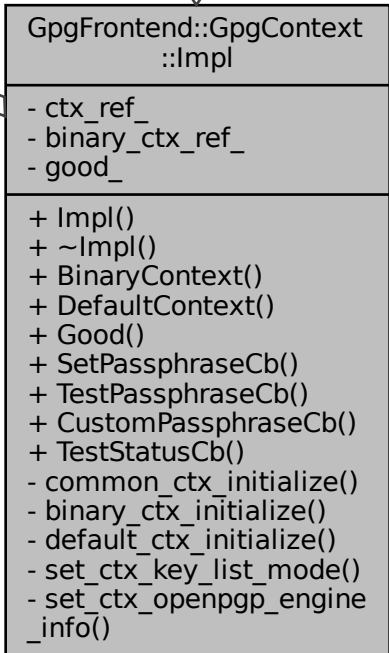 GpgFrontend::GpgContext
::Impl
- ctx_ref_
- binary_ctx_ref_
- good_
+ Impl()
+ ~Impl()
+ BinaryContext()
+ DefaultContext()
+ Good()
+ SetPassphraseCb()
+ TestPassphraseCb()
+ CustomPassphraseCb()
+ TestStatusCb()
- common_ctx_initialize()
- binary_ctx_initialize()
- default_ctx_initialize()
- set_ctx_key_list_mode()
- set_ctx_openpgp_engine
_info()